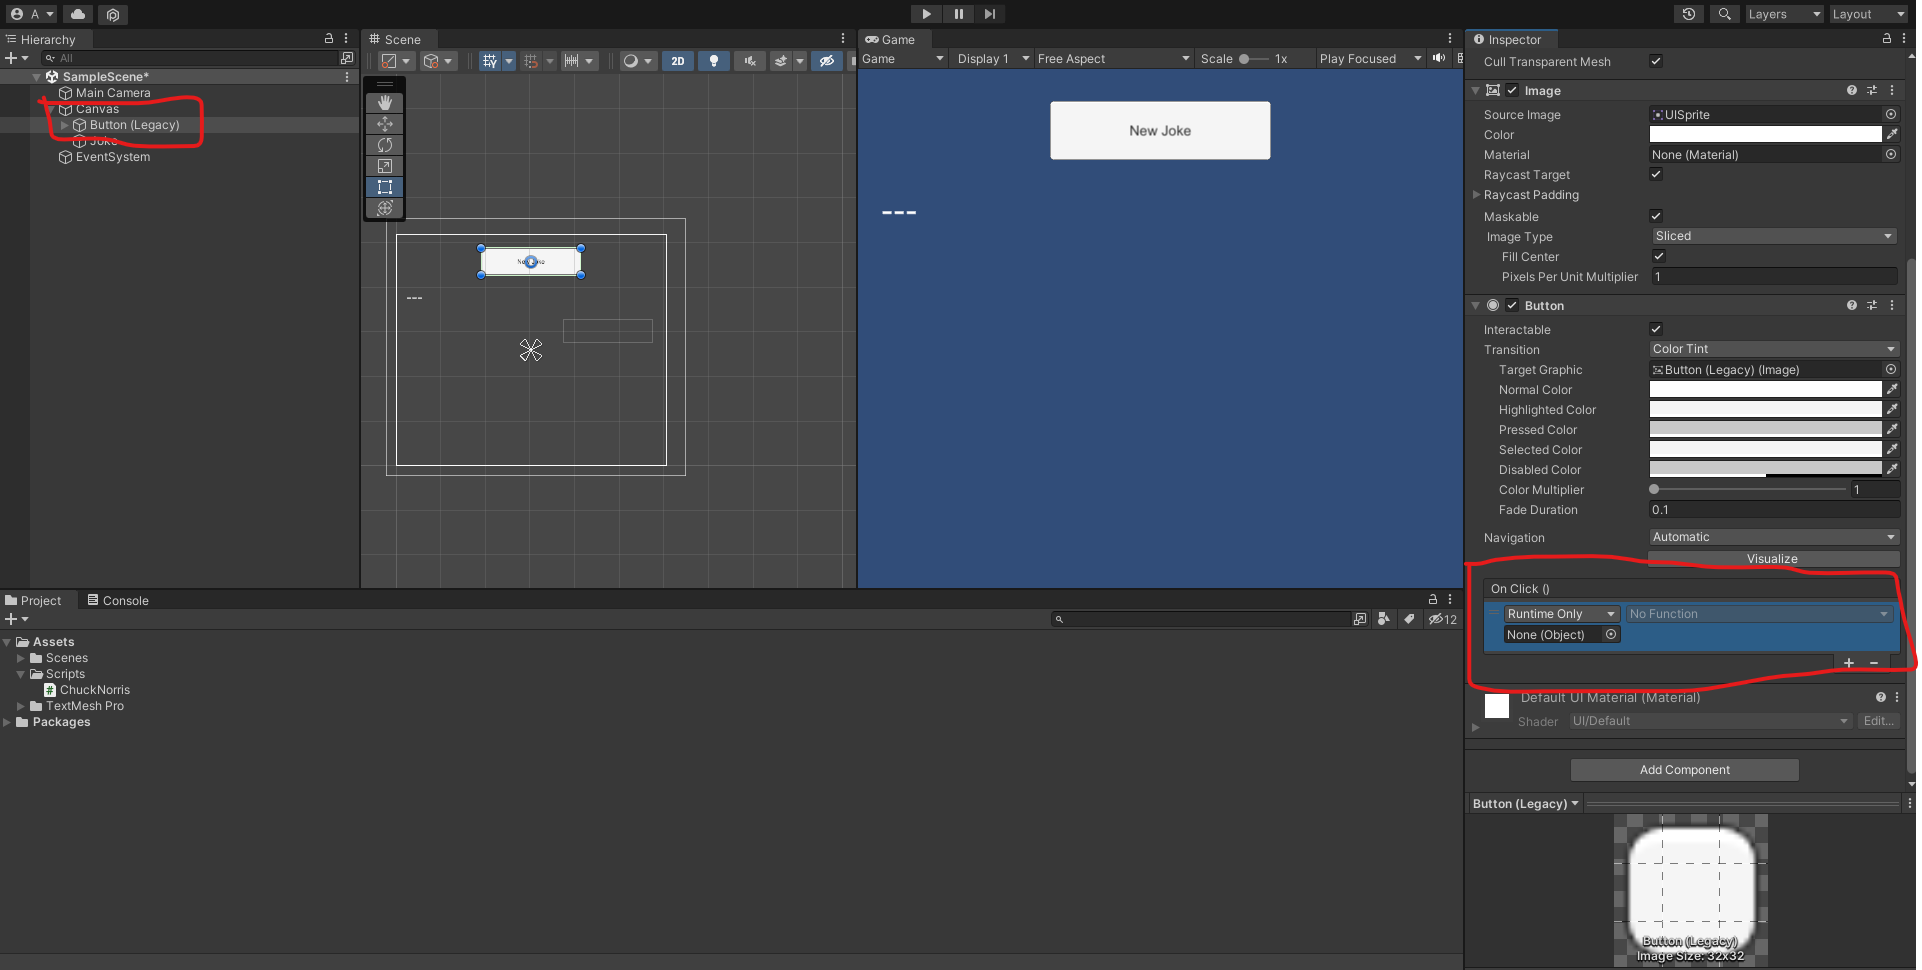 A
Layers
Layout
Hierarchy
All
SampleScene*
Main Camera
Canvas
Button (Legacy)
Joke
EventSystem
Scene
2D
New Joke
---
Game
Game
Display 1
Free Aspect
Scale
1x
Play Focused
New Joke
---
Inspector
Cull Transparent Mesh
Image
Source Image
UISprite
Color
Material
None (Material)
Raycast Target
Raycast Padding
Maskable
Image Type
Sliced
Fill Center
Pixels Per Unit Multiplier
1
Button
Interactable
Transition
Color Tint
Target Graphic
Button (Legacy) (Image)
Normal Color
Highlighted Color
Pressed Color
Selected Color
Disabled Color
Color Multiplier
1
Fade Duration
0.1
Navigation
Automatic
Visualize
On Click ()
Runtime Only
No Function
None (Object)
+ −
Default UI Material (Material)
Shader
UI/Default
Edit...
Add Component
Button (Legacy)
Button (Legacy)
Image Size: 32x32
Project
Console
12
Assets
Scenes
Scripts
# ChuckNorris
TextMesh Pro
Packages